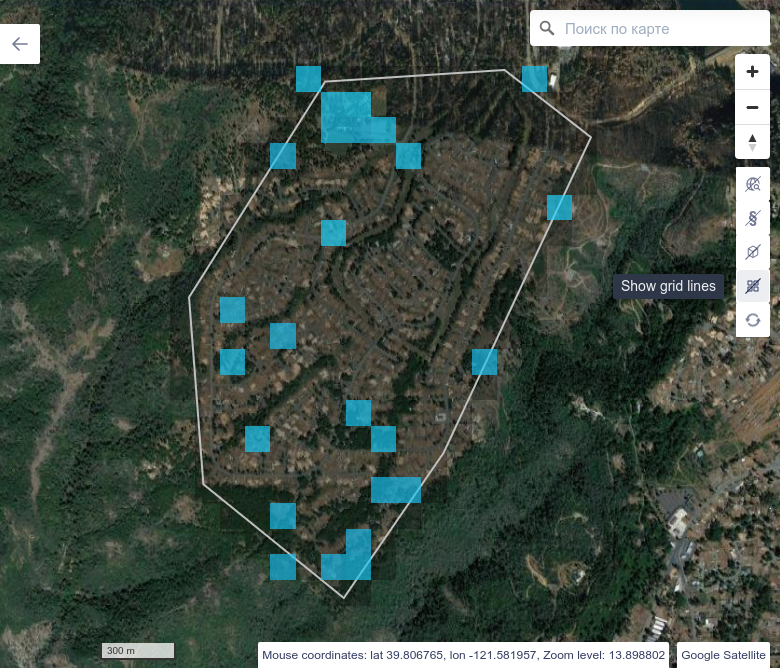 Поиск по карте
§
Show grid lines
300 m
Mouse coordinates: lat 39.806765, lon -121.581957, Zoom level: 13.898802
Google Satellite